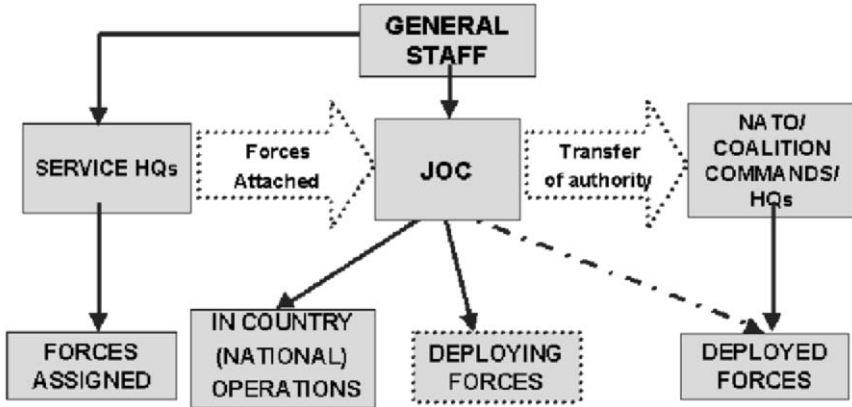 GENERAL
STAFF
SERVICE HQs
Forces
Attached
JOC
Transfer
of authority
NATO/
COALITION
COMMANDS/
HQs
FORCES
ASSIGNED
IN COUNTRY
(NATIONAL)
OPERATIONS
DEPLOYING
FORCES
DEPLOYED
FORCES